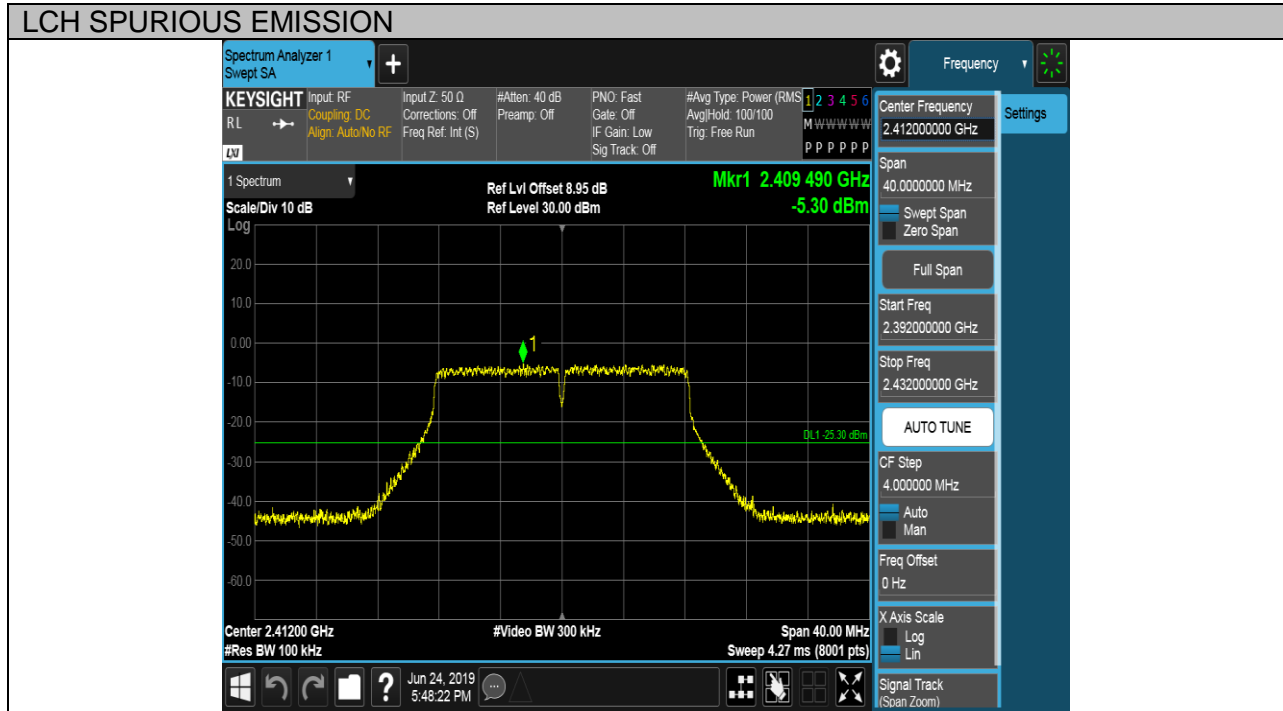 LCH SPURIOUS EMISSION
Spectrum Analyzer 1
Swept SA
+
Frequency
KEYSIGHT
RL
LXI
Input: RF
Coupling: DC
Align: Auto/No RF
Input Z: 50 Ω
Corrections: Off
Freq Ref: Int (S)
#Atten: 40 dB
Preamp: Off
PNO: Fast
Gate: Off
IF Gain: Low
Sig Track: Off
#Avg Type: Power (RMS
Avg|Hold: 100/100
Trig: Free Run
1 2 3 4 5 6
M W W W W W
P P P P P P
1 Spectrum
Scale/Div 10 dB
Log
Ref Lvl Offset 8.95 dB
Ref Level 30.00 dBm
Mkr1 2.409 490 GHz
-5.30 dBm
20.0
10.0
0.00
-10.0
-20.0
-30.0
-40.0
-50.0
-60.0
1
DL1 -25.30 dBm
Center 2.41200 GHz
#Res BW 100 kHz
#Video BW 300 kHz
Span 40.00 MHz
Sweep 4.27 ms (8001 pts)
?
Jun 24, 2019
5:48:22 PM
Center Frequency
2.412000000 GHz
Settings
Span
40.0000000 MHz
Swept Span
Zero Span
Full Span
Start Freq
2.392000000 GHz
Stop Freq
2.432000000 GHz
AUTO TUNE
CF Step
4.000000 MHz
Auto
Man
Freq Offset
0 Hz
X Axis Scale
Log
Lin
Signal Track
(Span Zoom)